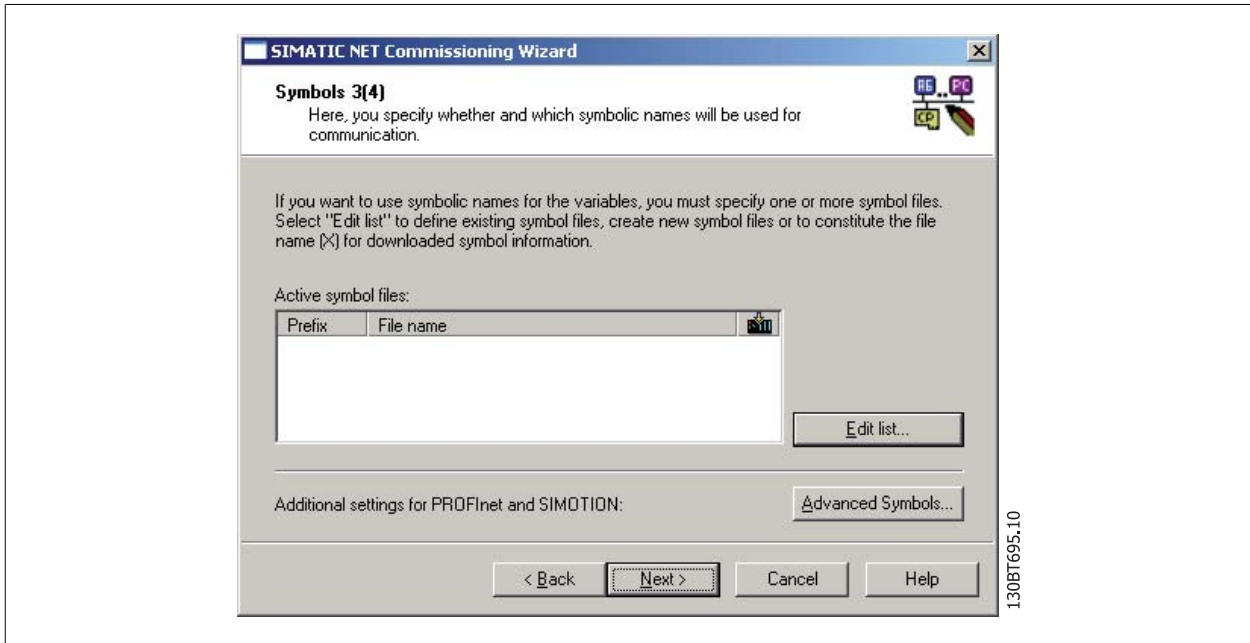 SIMATIC NET Commissioning Wizard
Symbols 3(4)
Here, you specify whether and which symbolic names will be used for
communication.
AG
PC
CP
If you want to use symbolic names for the variables, you must specify one or more symbol files.
Select "Edit list" to define existing symbol files, create new symbol files or to constitute the file
name (X) for downloaded symbol information.
Active symbol files:
Prefix File name
Edit list...
Additional settings for PROFInet and SIMOTION:
Advanced Symbols...
< Back Next > Cancel Help
130BT695.10